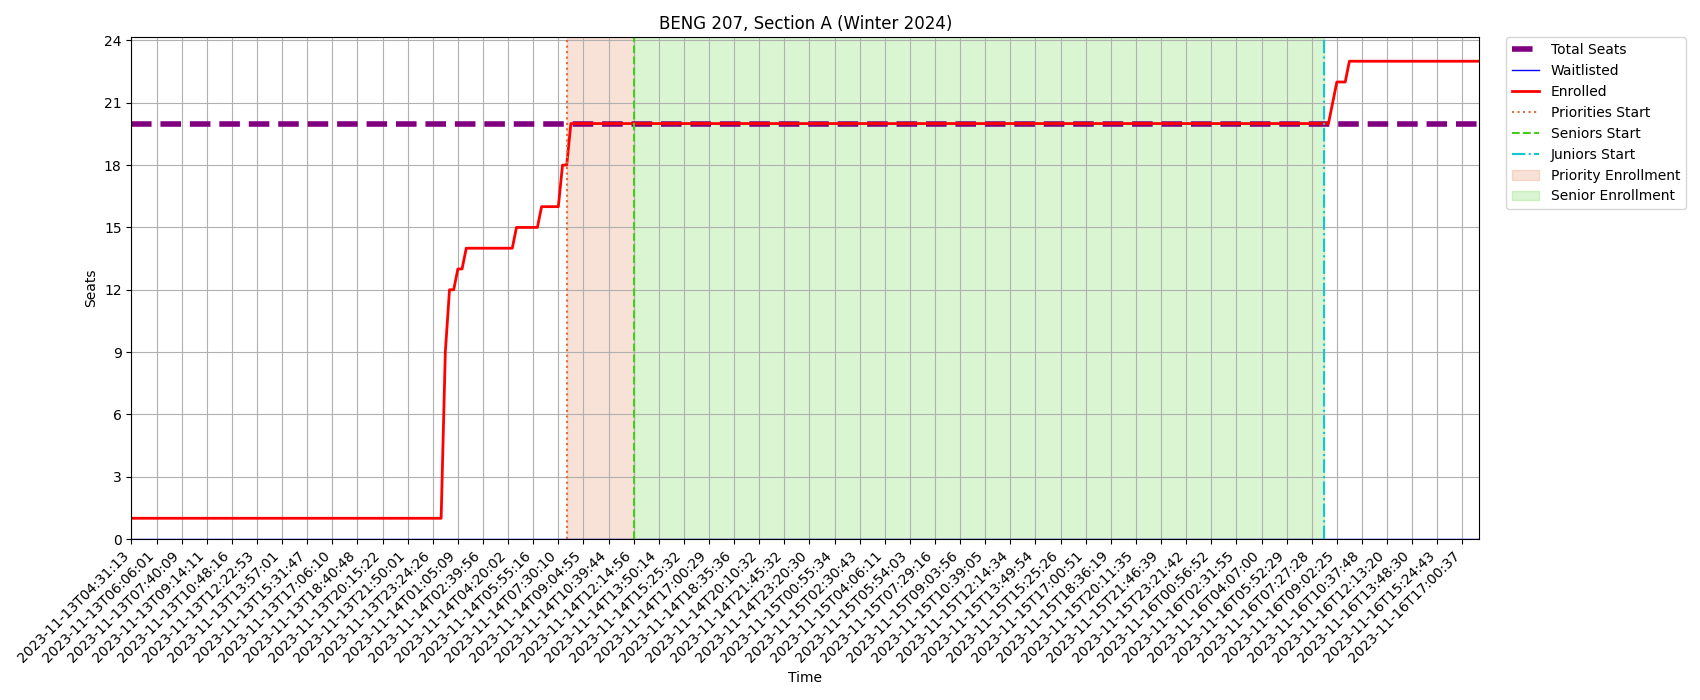 BENG 207, Section A (Winter 2024)
24
21
18
15
12
9
6
3
0
Seats
Total Seats
Waitlisted
Enrolled
Priorities Start
Seniors Start
Juniors Start
Priority Enrollment
Senior Enrollment
2023-11-13T04:31:13
2023-11-13T06:06:01
2023-11-13T07:40:09
2023-11-13T09:14:11
2023-11-13T10:48:16
2023-11-13T12:22:53
2023-11-13T13:57:01
2023-11-13T15:31:47
2023-11-13T17:06:10
2023-11-13T18:40:48
2023-11-13T20:15:22
2023-11-13T21:50:01
2023-11-13T23:24:26
2023-11-14T01:05:09
2023-11-14T02:39:56
2023-11-14T04:20:02
2023-11-14T05:55:16
2023-11-14T07:30:10
2023-11-14T09:04:55
2023-11-14T10:39:44
2023-11-14T12:14:56
2023-11-14T13:50:14
2023-11-14T15:25:32
2023-11-14T17:00:29
2023-11-14T18:35:36
2023-11-14T20:10:32
2023-11-14T21:45:32
2023-11-14T23:20:30
2023-11-15T00:55:34
2023-11-15T02:30:43
2023-11-15T04:06:11
2023-11-15T05:54:03
2023-11-15T07:29:16
2023-11-15T09:03:56
2023-11-15T10:39:05
2023-11-15T12:14:34
2023-11-15T13:49:54
2023-11-15T15:25:26
2023-11-15T17:00:51
2023-11-15T18:36:19
2023-11-15T20:11:35
2023-11-15T21:46:39
2023-11-15T23:21:42
2023-11-16T00:56:52
2023-11-16T02:31:55
2023-11-16T04:07:00
2023-11-16T05:52:29
2023-11-16T07:27:28
2023-11-16T09:02:25
2023-11-16T10:37:48
2023-11-16T12:13:20
2023-11-16T13:48:30
2023-11-16T15:24:43
2023-11-16T17:00:37
Time